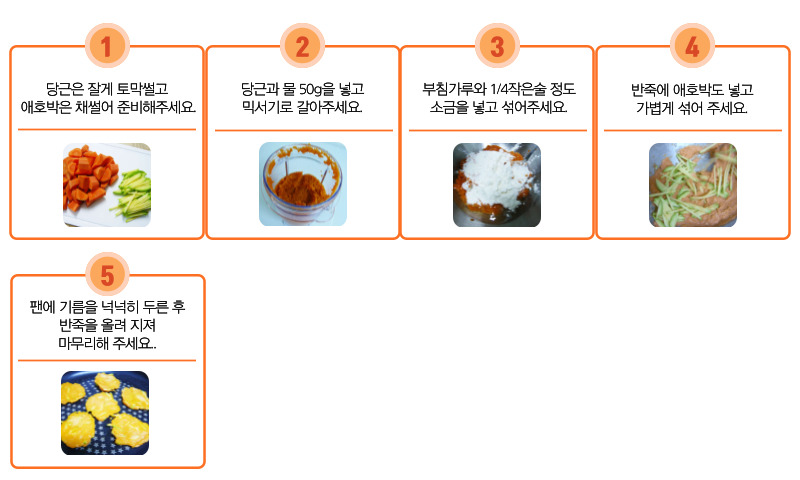 1
당근은 잘게 토막썰고
애호박은 채썰어 준비해주세요.
2
당근과 물 50g을 넣고
믹서기로 갈아주세요.
3
부침가루와 1/4작은술 정도
소금을 넣고 섞어주세요.
4
반죽에 애호박도 넣고
가볍게 섞어 주세요.
5
팬에 기름을 넉넉히 두른 후
반죽을 올려 지져
마무리해 주세요..